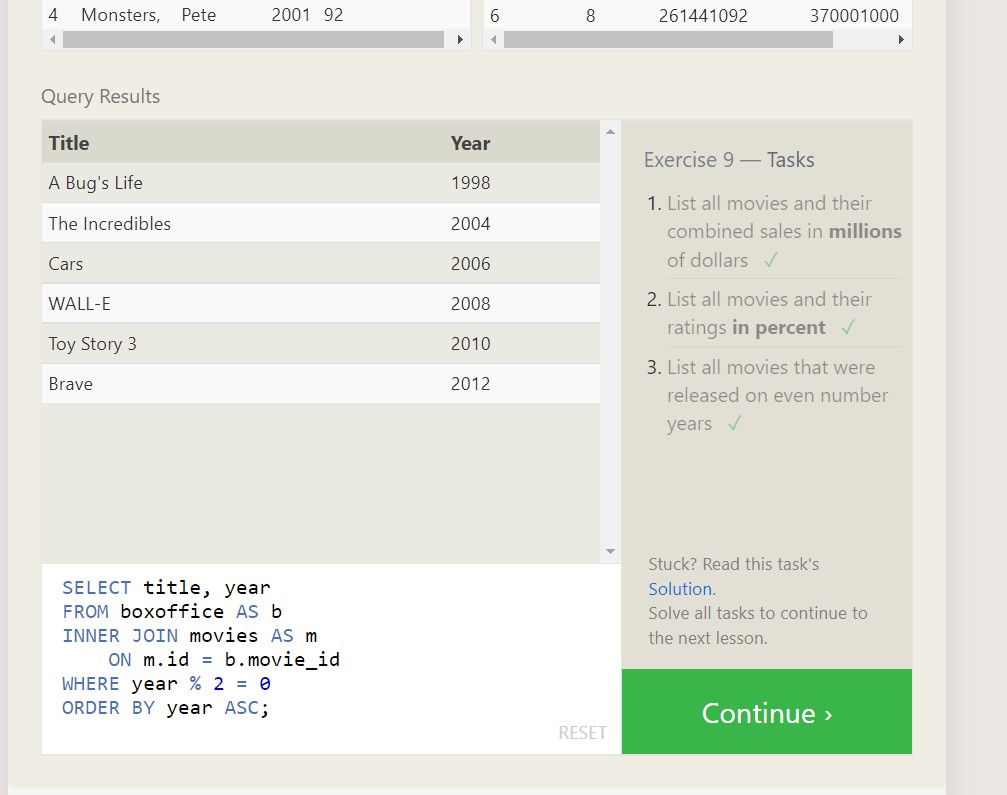 4 Monsters, Pete 2001 92
6 8 261441092 370001000
Query Results
Title Year
A Bug's Life 1998
The Incredibles 2004
Cars 2006
WALL-E 2008
Toy Story 3 2010
Brave 2012
SELECT title, year
FROM boxoffice AS b
INNER JOIN movies AS m
    ON m.id = b.movie_id
WHERE year % 2 = 0
ORDER BY year ASC;
RESET
Exercise 9 — Tasks
1. List all movies and their
combined sales in millions
of dollars ✓
2. List all movies and their
ratings in percent ✓
3. List all movies that were
released on even number
years ✓
Stuck? Read this task's
Solution.
Solve all tasks to continue to
the next lesson.
Continue ›